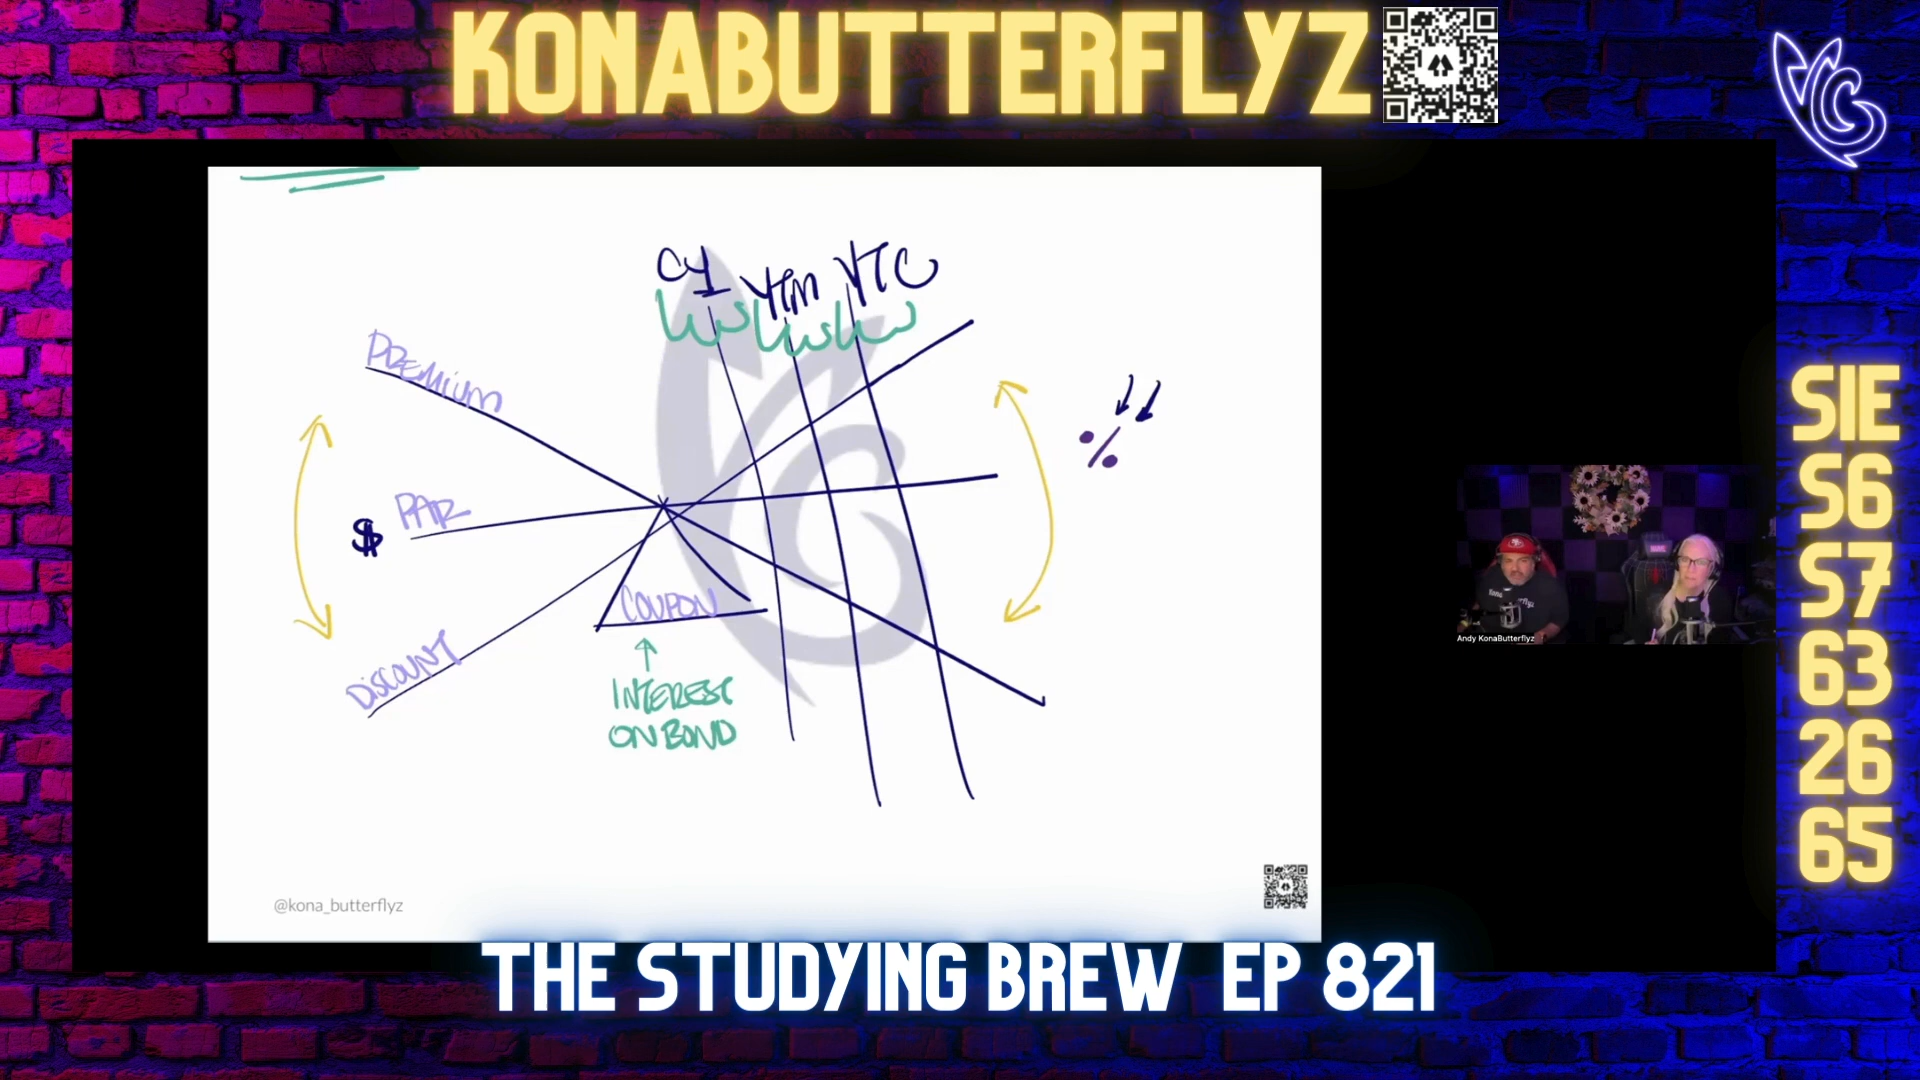 KONABUTTERFLYZ
CY YTM YTC
PREMIUM
%
$ PAR
COUPON
DISCOUNT
INTEREST
ON BOND
Andy KonaButterflyz
@kona_butterflyz
SIE
S6
S7
63
26
65
THE STUDYING BREW EP 821